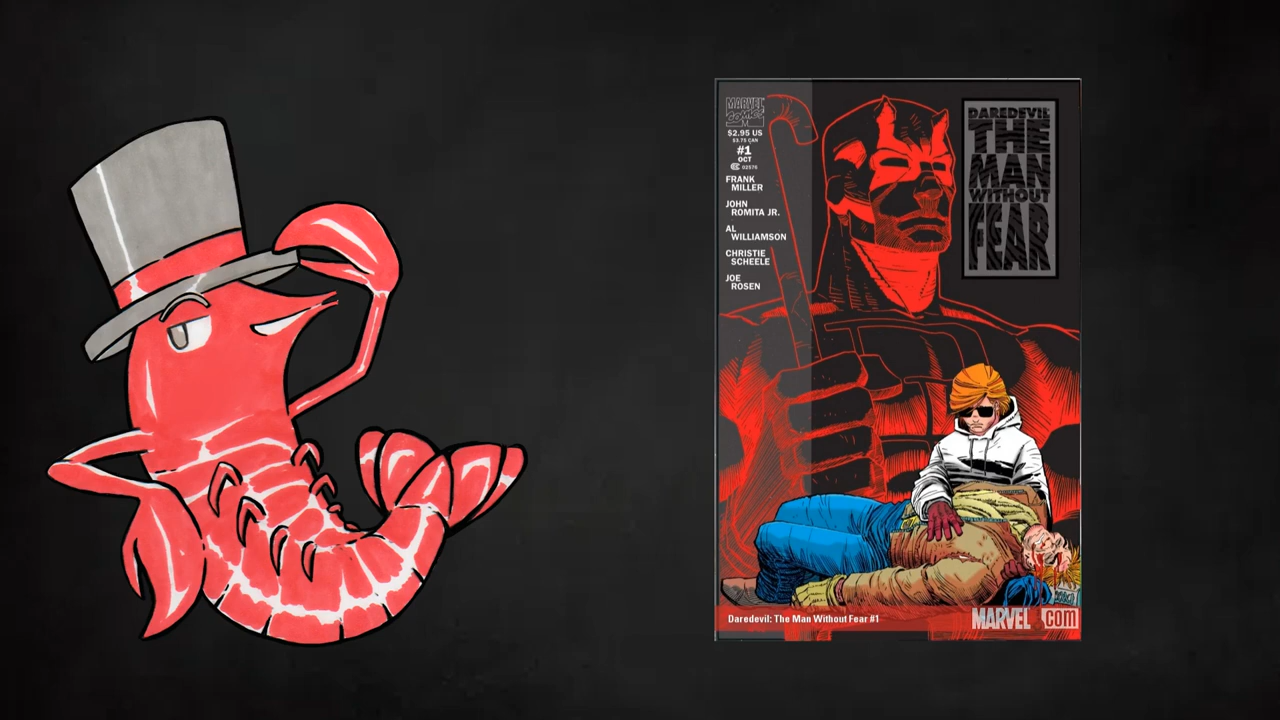 MARVEL
COMICS
M
$2.95 US
$3.75 CAN
#1
OCT
02576
FRANK
MILLER
JOHN
ROMITA JR.
AL
WILLIAMSON
CHRISTIE
SCHEELE
JOE
ROSEN
DAREDEVIL
THE
MAN
WITHOUT
FEAR
Daredevil: The Man Without Fear #1
MARVEL.com